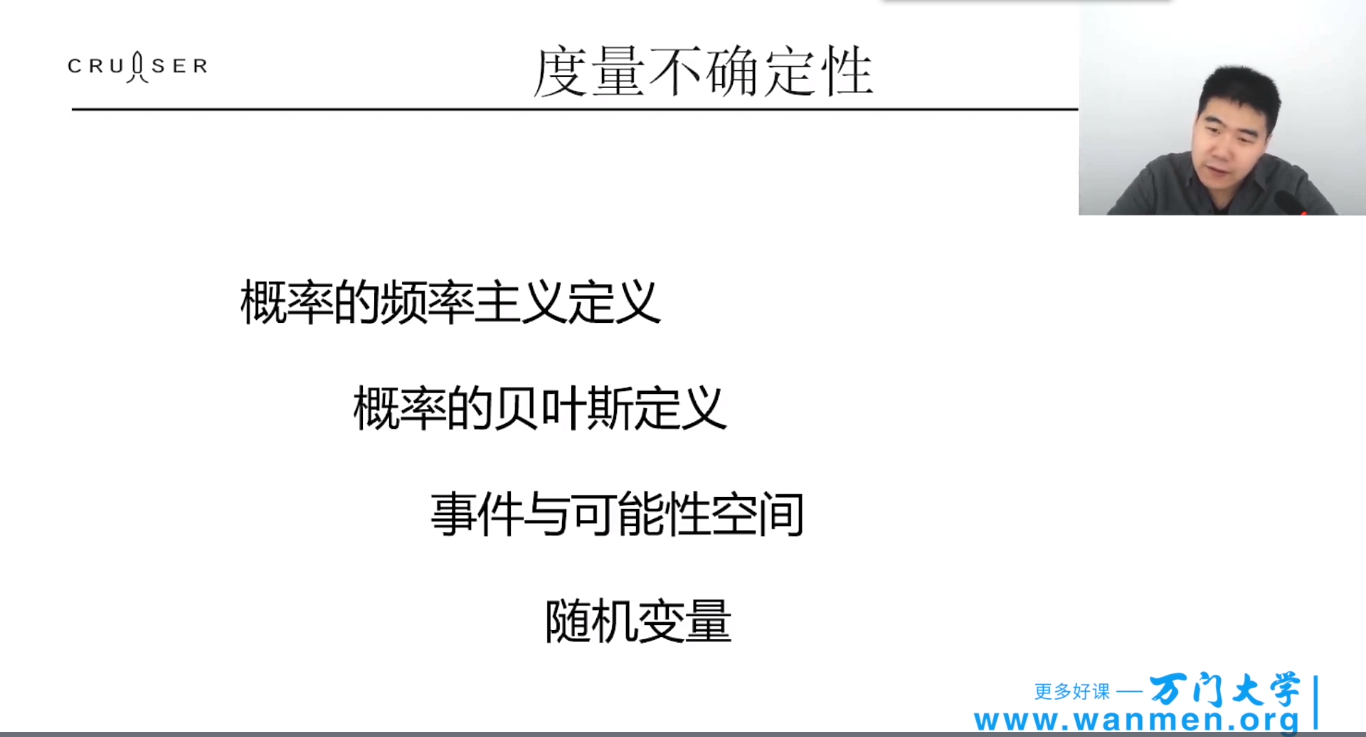 CRUISER
度量不确定性
概率的频率主义定义
概率的贝叶斯定义
事件与可能性空间
随机变量
更多好课 — 万门大学
www.wanmen.org